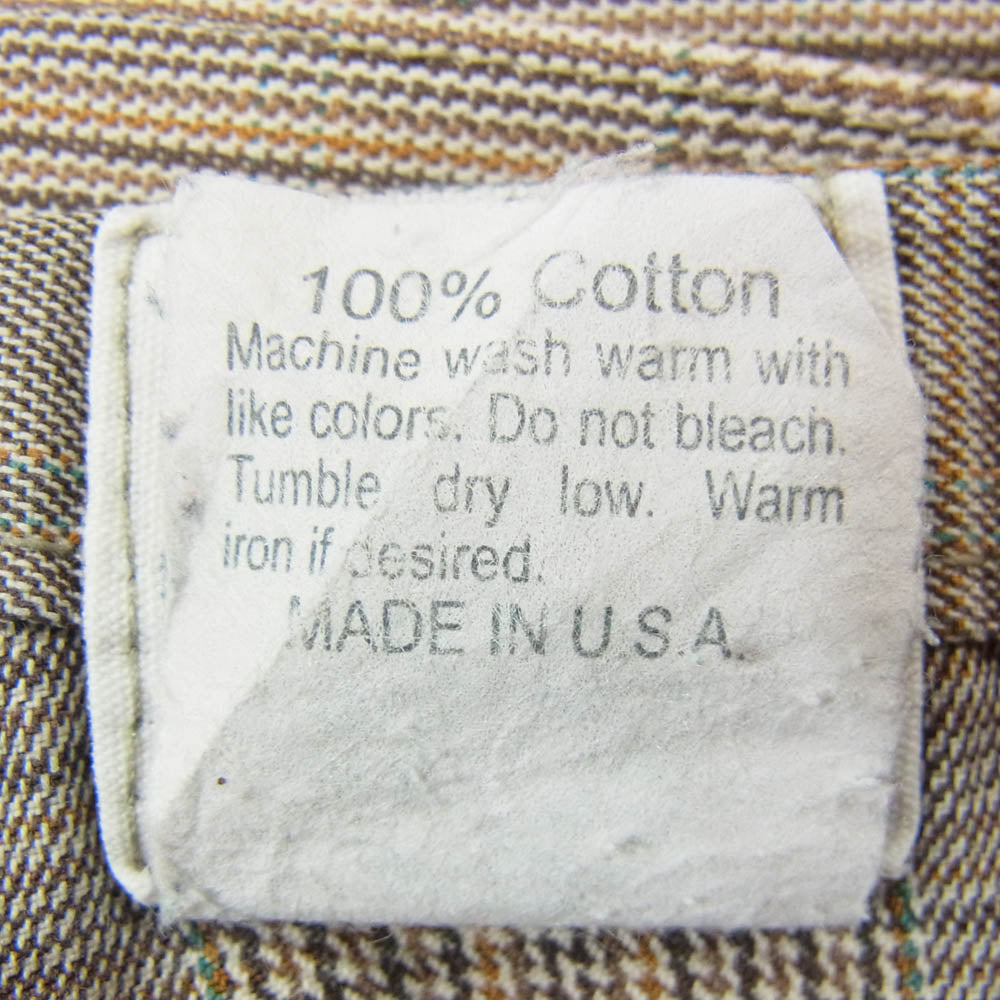 100% Cotton
Machine wash warm with
like colors. Do not bleach.
Tumble dry low. Warm
iron if desired.
MADE IN U.S.A.